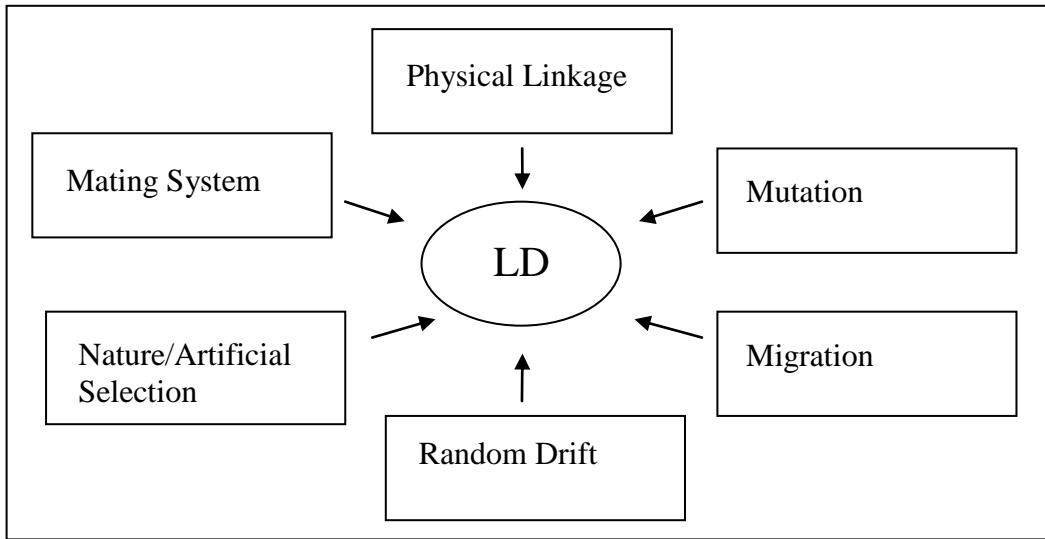 Physical Linkage
Mating System
Mutation
LD
Nature/Artificial
Selection
Migration
Random Drift